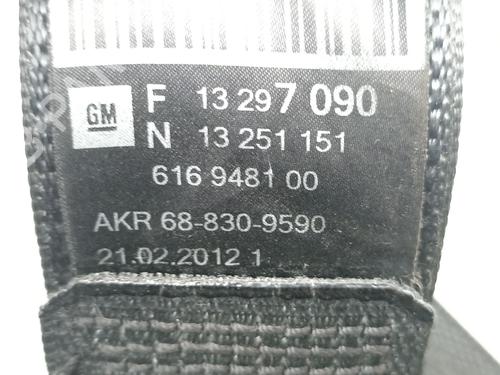 GM
F 13 297 090
N 13 251 151
616 9481 00
AKR 68-830-9590
21.02.2012 1